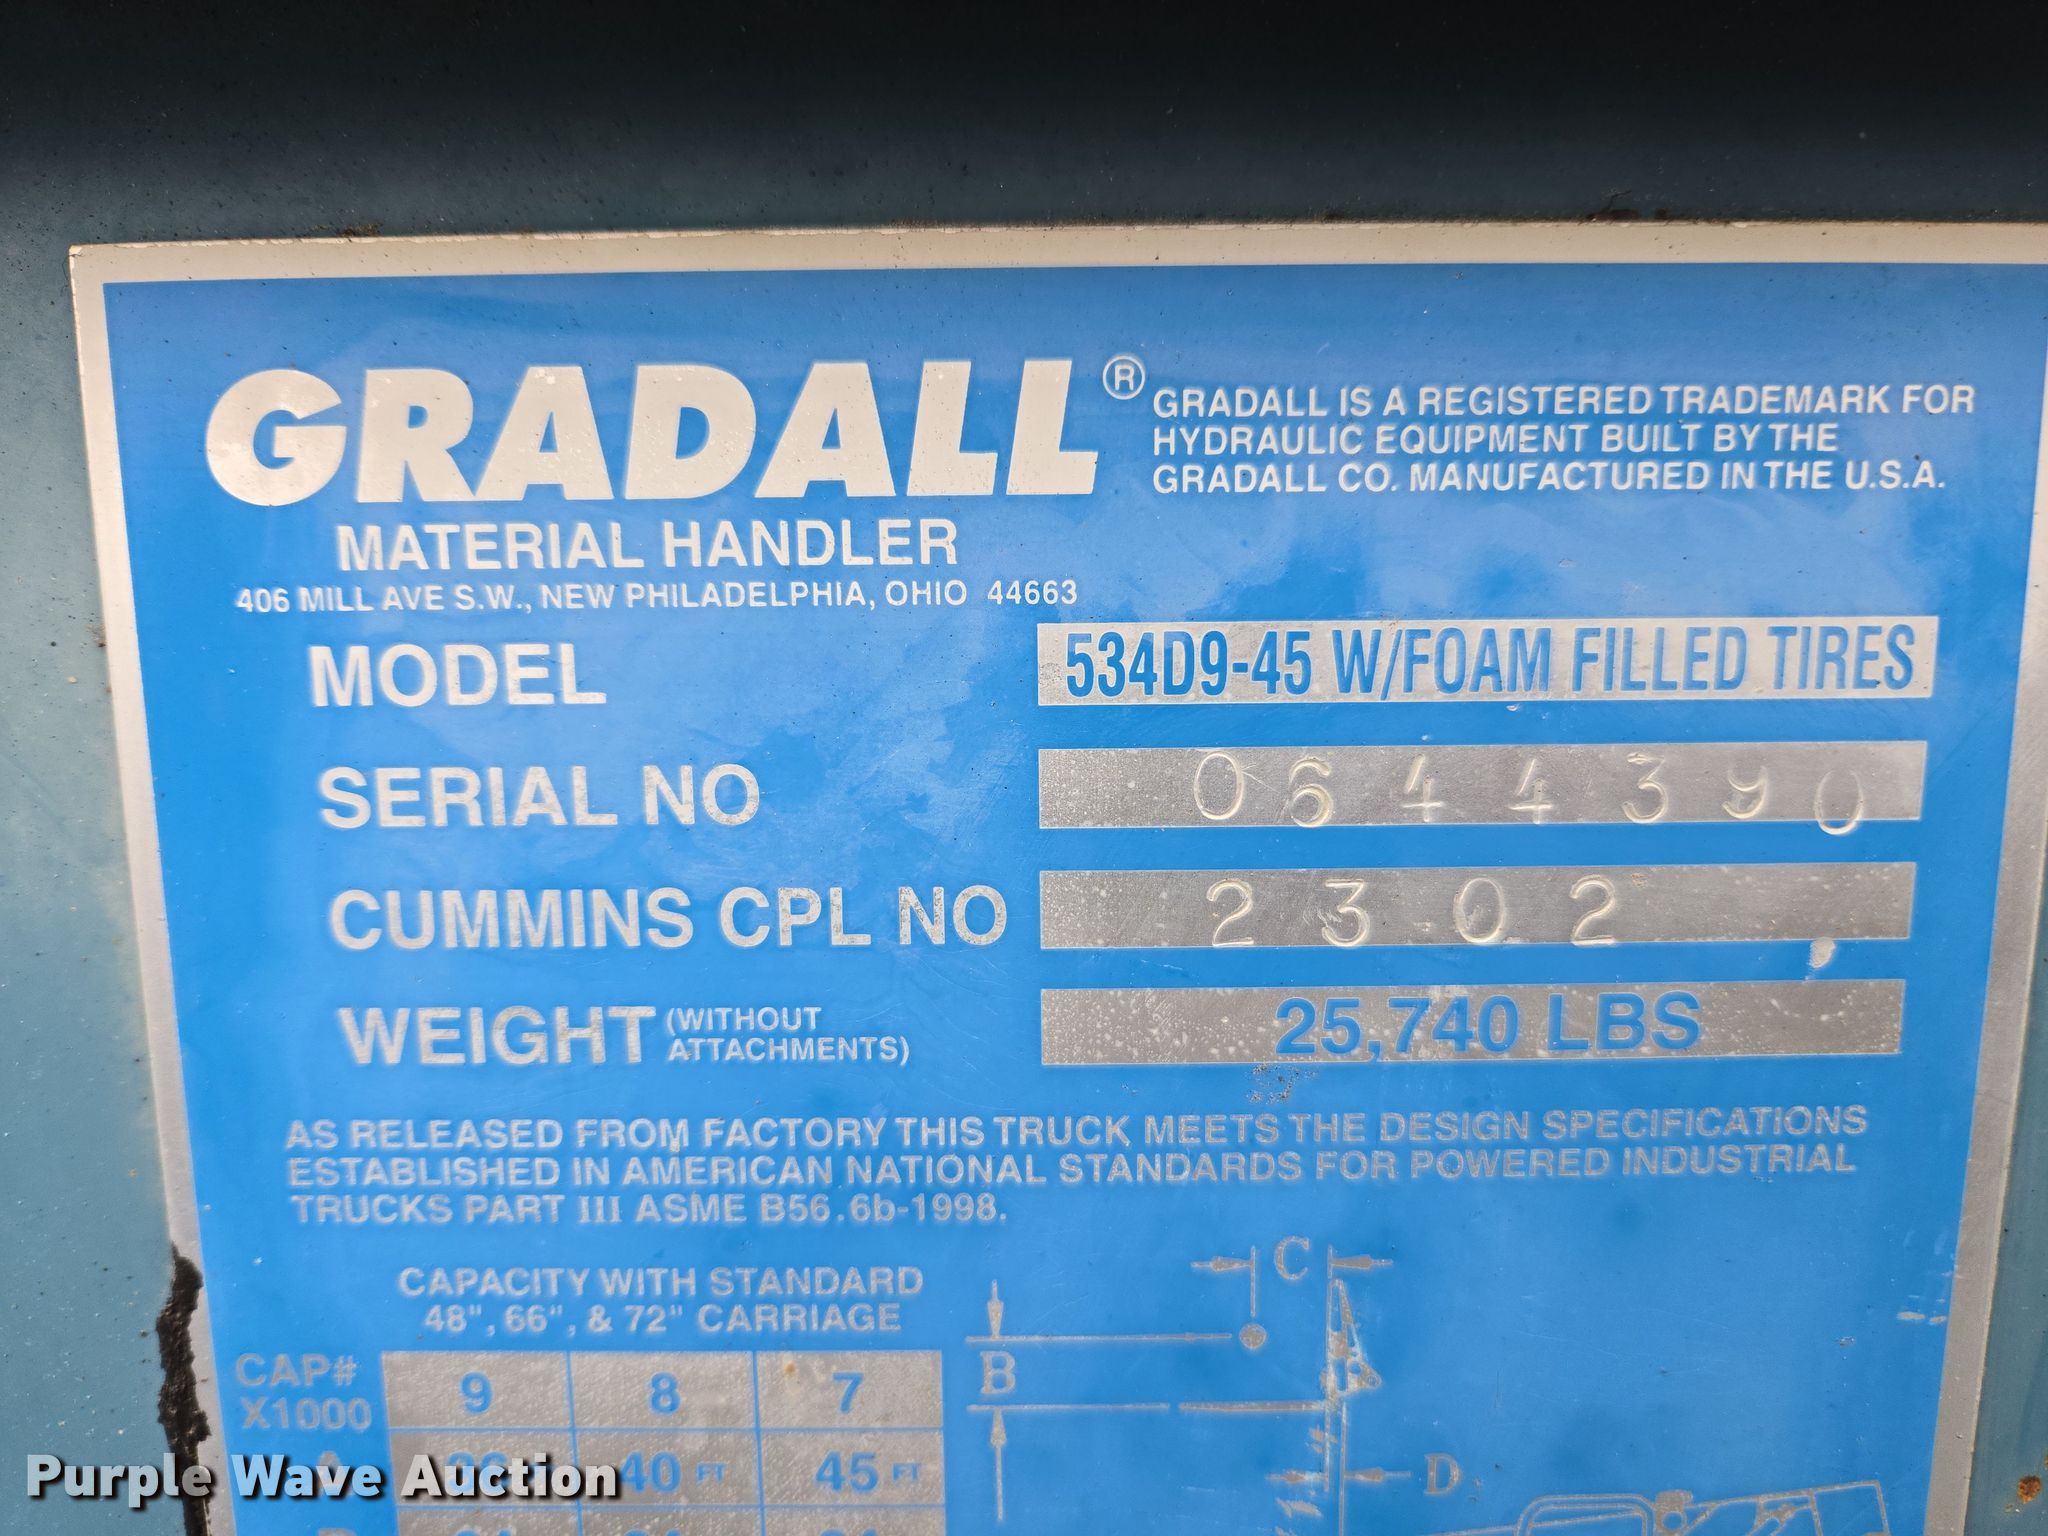 GRADALL®
GRADALL IS A REGISTERED TRADEMARK FOR
HYDRAULIC EQUIPMENT BUILT BY THE
GRADALL CO. MANUFACTURED IN THE U.S.A.
MATERIAL HANDLER
406 MILL AVE S.W., NEW PHILADELPHIA, OHIO 44663
MODEL 534D9-45 W/FOAM FILLED TIRES
SERIAL NO 0644390
CUMMINS CPL NO 2302
WEIGHT (WITHOUT ATTACHMENTS) 25,740 LBS
AS RELEASED FROM FACTORY THIS TRUCK MEETS THE DESIGN SPECIFICATIONS
ESTABLISHED IN AMERICAN NATIONAL STANDARDS FOR POWERED INDUSTRIAL
TRUCKS PART III ASME B56.6b-1998.
CAPACITY WITH STANDARD
48", 66", & 72" CARRIAGE
CAP# X1000 9 8 7
40 FT 45 FT
C
B
D
Purple Wave Auction